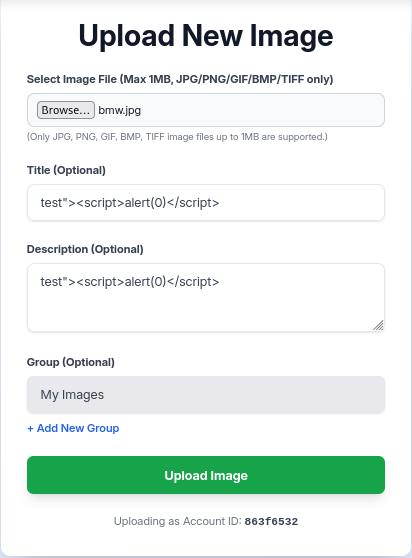 Upload New Image
Select Image File (Max 1MB, JPG/PNG/GIF/BMP/TIFF only)
Browse... bmw.jpg
(Only JPG, PNG, GIF, BMP, TIFF image files up to 1MB are supported.)
Title (Optional)
test"><script>alert(0)</script>
Description (Optional)
test"><script>alert(0)</script>
Group (Optional)
My Images
+ Add New Group
Upload Image
Uploading as Account ID: 863f6532